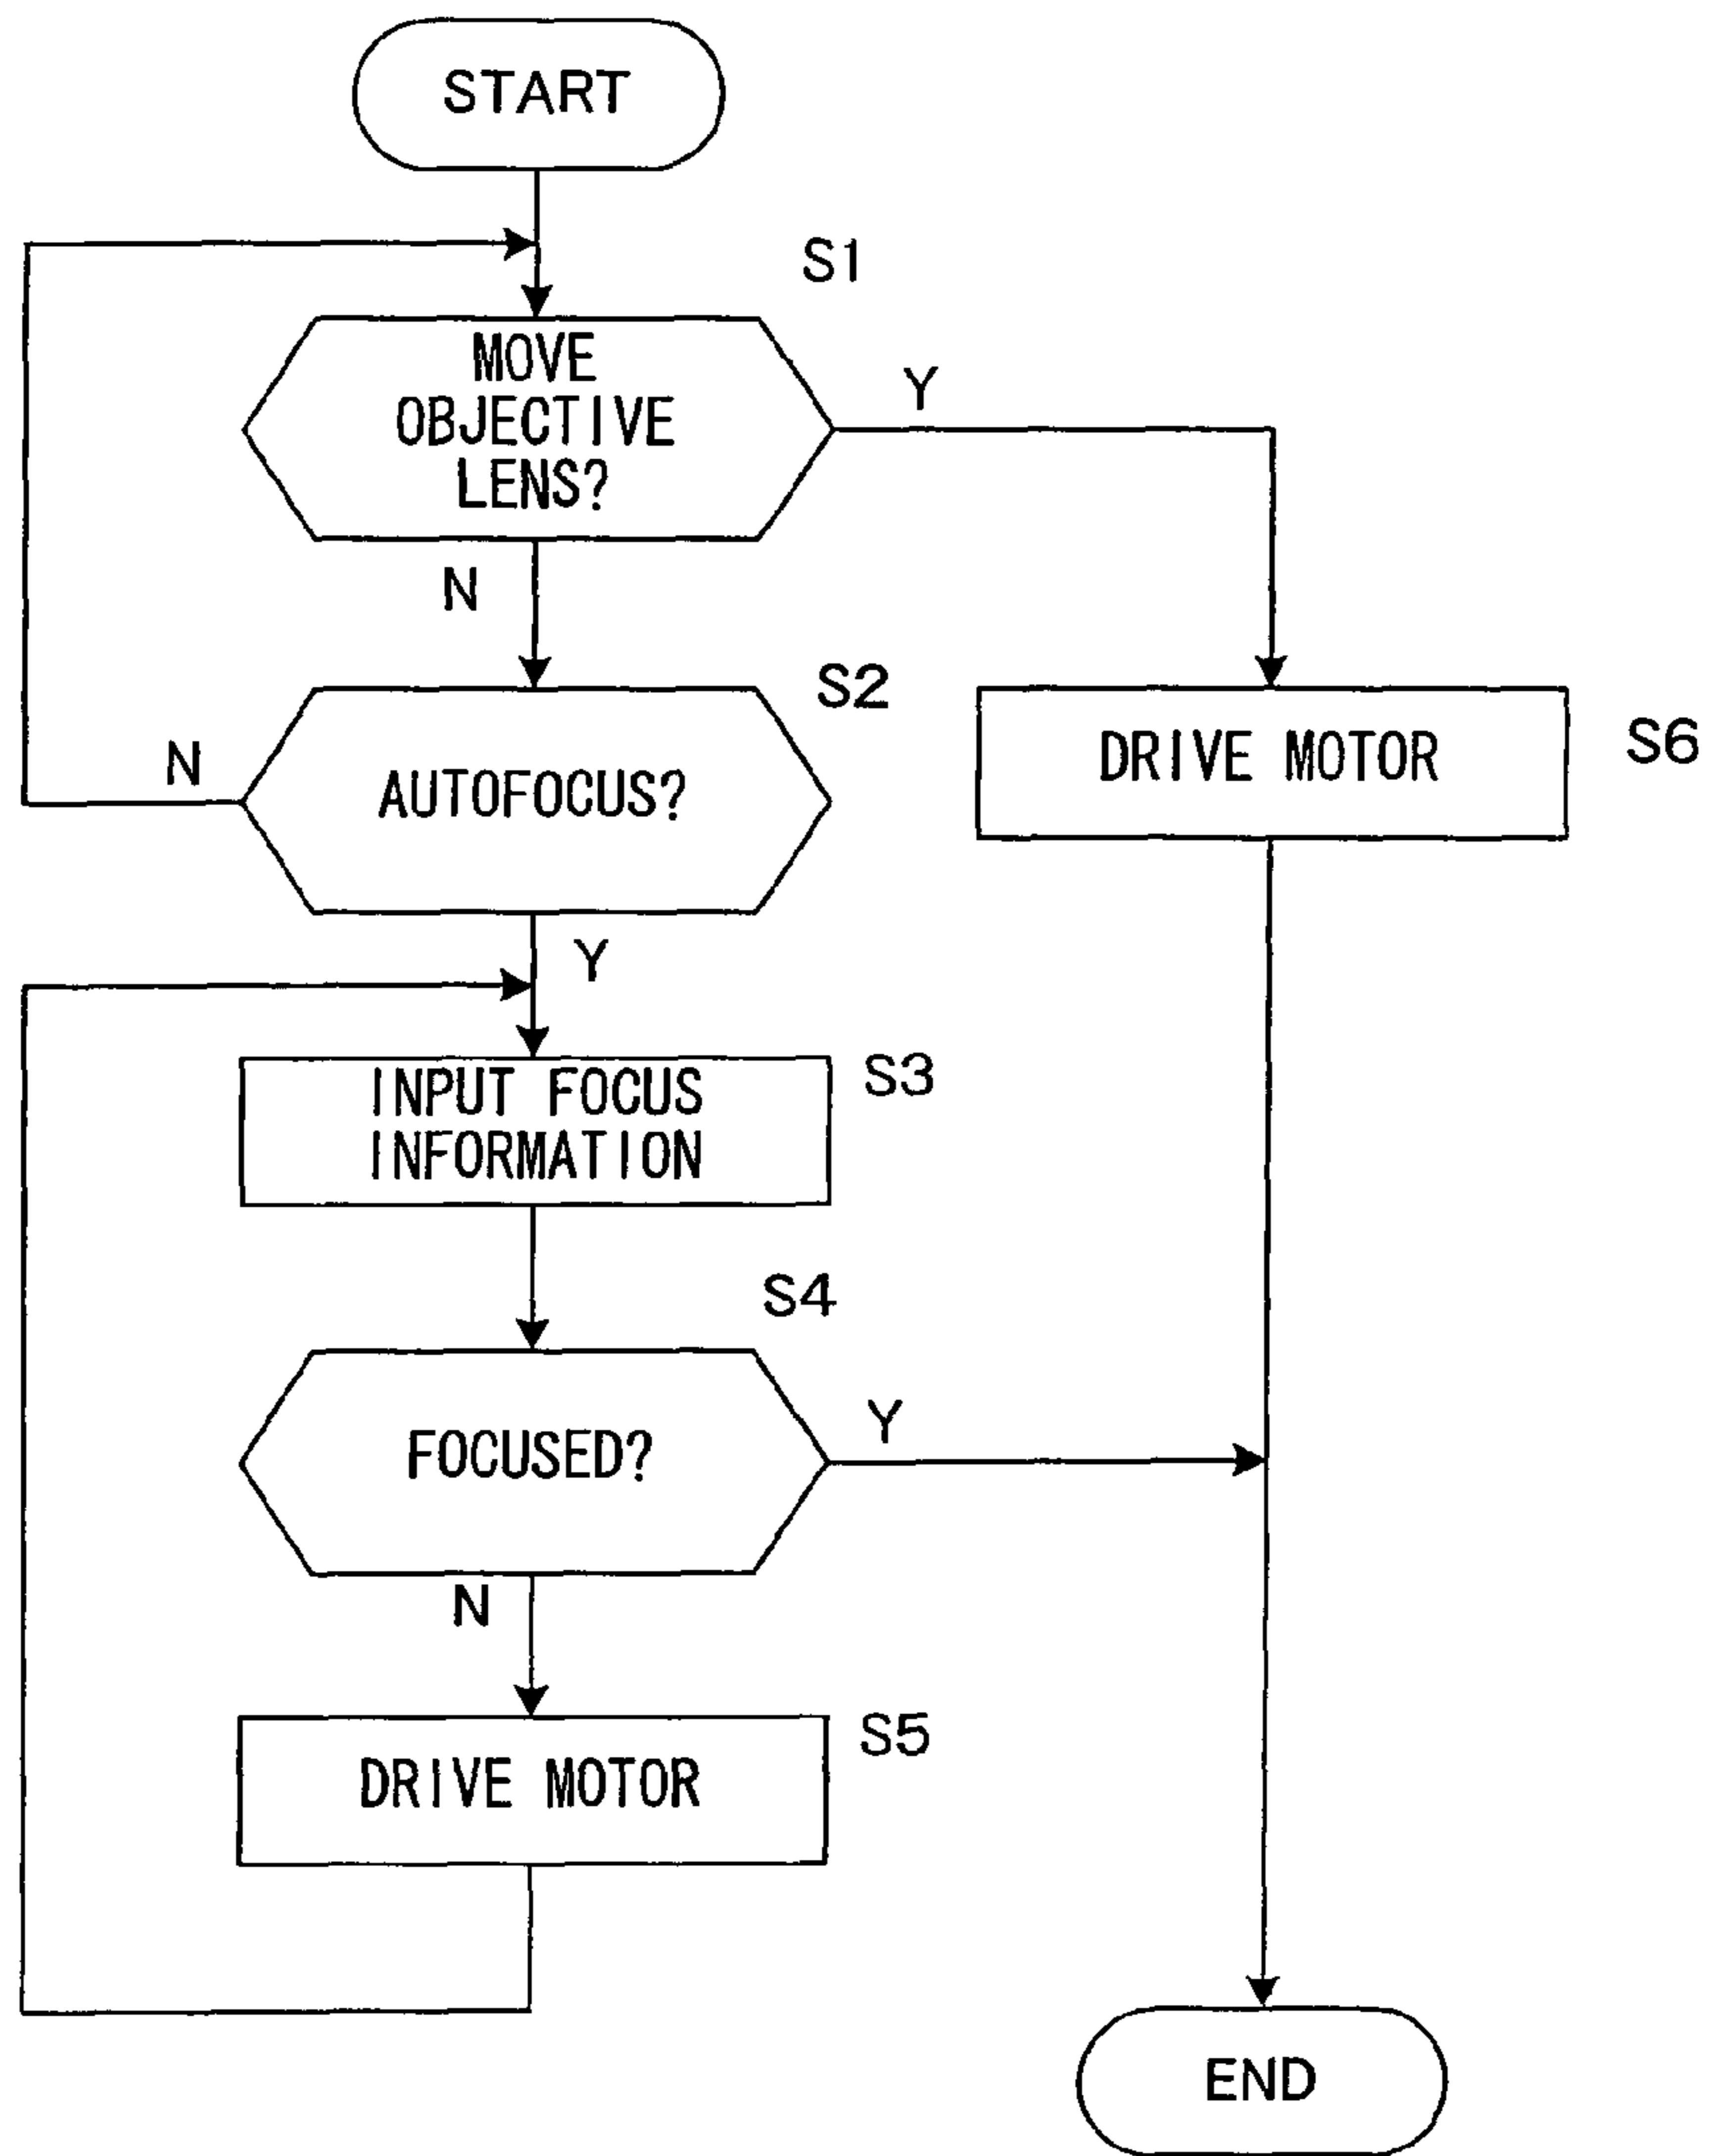 START
S1
MOVE
OBJECTIVE
LENS?
Y
N
S2
AUTOFOCUS?
N
DRIVE MOTOR
S6
Y
INPUT FOCUS
INFORMATION
S3
S4
FOCUSED?
Y
N
S5
DRIVE MOTOR
END